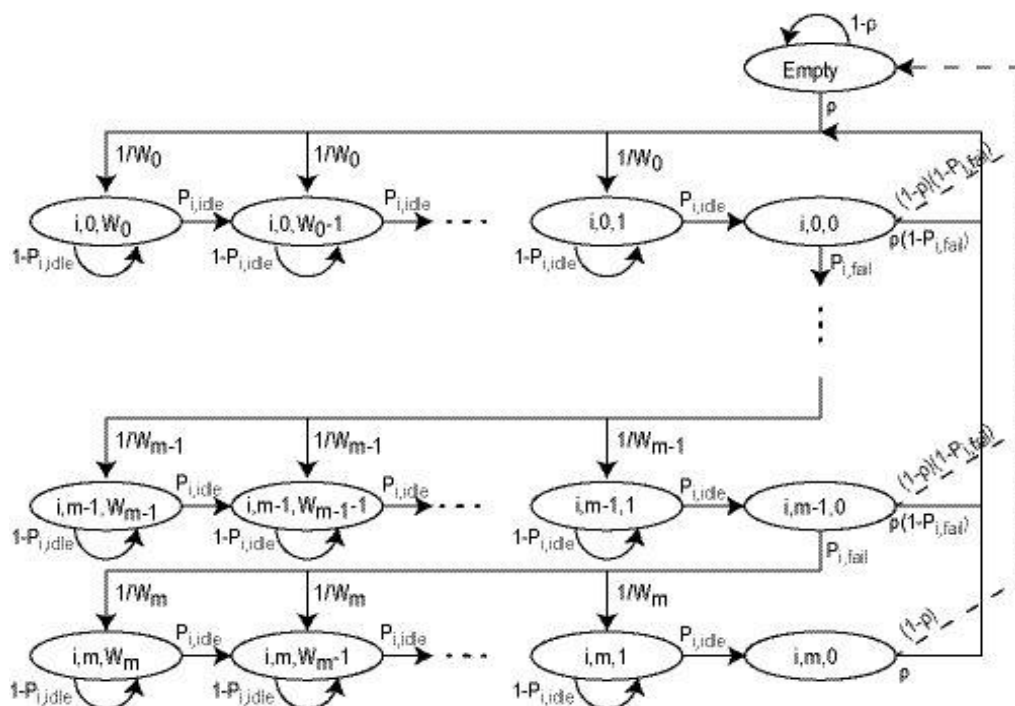 1-ρ
Empty
ρ
1/W0 1/W0 1/W0
(1-ρ)(1-Pi,fail)
Pi,idle Pi,idle Pi,idle
i,0,W0 i,0,W0-1 i,0,1 i,0,0
1-Pi,idle 1-Pi,idle 1-Pi,idle
ρ(1-Pi,fail)
Pi,fail
1/Wm-1 1/Wm-1 1/Wm-1
(1-ρ)(1-Pi,fail)
Pi,idle Pi,idle Pi,idle
i,m-1,Wm-1 i,m-1,Wm-1-1 i,m-1,1 i,m-1,0
ρ(1-Pi,fail)
1-Pi,idle 1-Pi,idle 1-Pi,idle
Pi,fail
1/Wm 1/Wm 1/Wm
(1-ρ)
Pi,idle Pi,idle Pi,idle
i,m,Wm i,m,Wm-1 i,m,1 i,m,0
ρ
1-Pi,idle 1-Pi,idle 1-Pi,idle